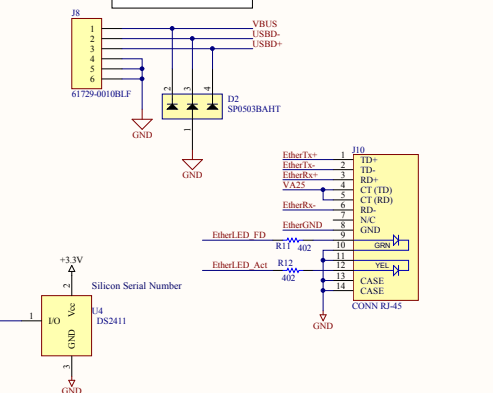 J8
1
2
3
4
5
6
61729-0010BLF
VBUS
USBD-
USBD+
2
3
4
D2
SP0503BAHT
1
GND
GND
J10
EtherTx+ 1 TD+
EtherTx- 2 TD-
EtherRx+ 3 RD+
VA25 4 CT (TD)
5 CT (RD)
EtherRx- 6 RD-
7 N/C
EtherGND 8 GND
EtherLED_FD 9
R11 402 10 GRN
11
EtherLED_Act R12 12 YEL
402
13 CASE
14 CASE
CONN RJ-45
GND
+3.3V
2
Silicon Serial Number
U4
DS2411
1 I/O
Vcc
GND
3
GND